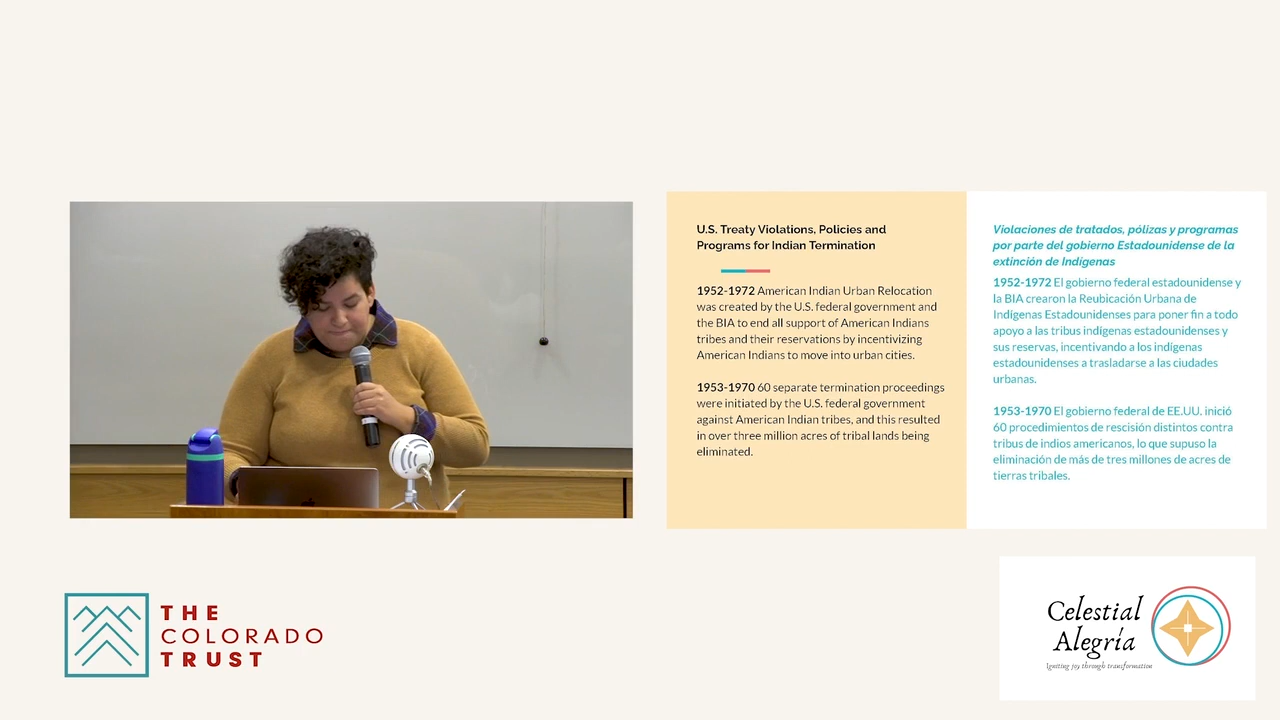 U.S. Treaty Violations, Policies and
Programs for Indian Termination
1952-1972 American Indian Urban Relocation
was created by the U.S. federal government and
the BIA to end all support of American Indians
tribes and their reservations by incentivizing
American Indians to move into urban cities.
1953-1970 60 separate termination proceedings
were initiated by the U.S. federal government
against American Indian tribes, and this resulted
in over three million acres of tribal lands being
eliminated.
Violaciones de tratados, pólizas y programas
por parte del gobierno Estadounidense de la
extinción de Indígenas
1952-1972 El gobierno federal estadounidense y
la BIA crearon la Reubicación Urbana de
Indígenas Estadounidenses para poner fin a todo
apoyo a las tribus indígenas estadounidenses y
sus reservas, incentivando a los indígenas
estadounidenses a trasladarse a las ciudades
urbanas.
1953-1970 El gobierno federal de EE.UU. inició
60 procedimientos de rescisión distintos contra
tribus de indios americanos, lo que supuso la
eliminación de más de tres millones de acres de
tierras tribales.
THE
COLORADO
TRUST
Celestial
Alegría
Igniting joy through transformation